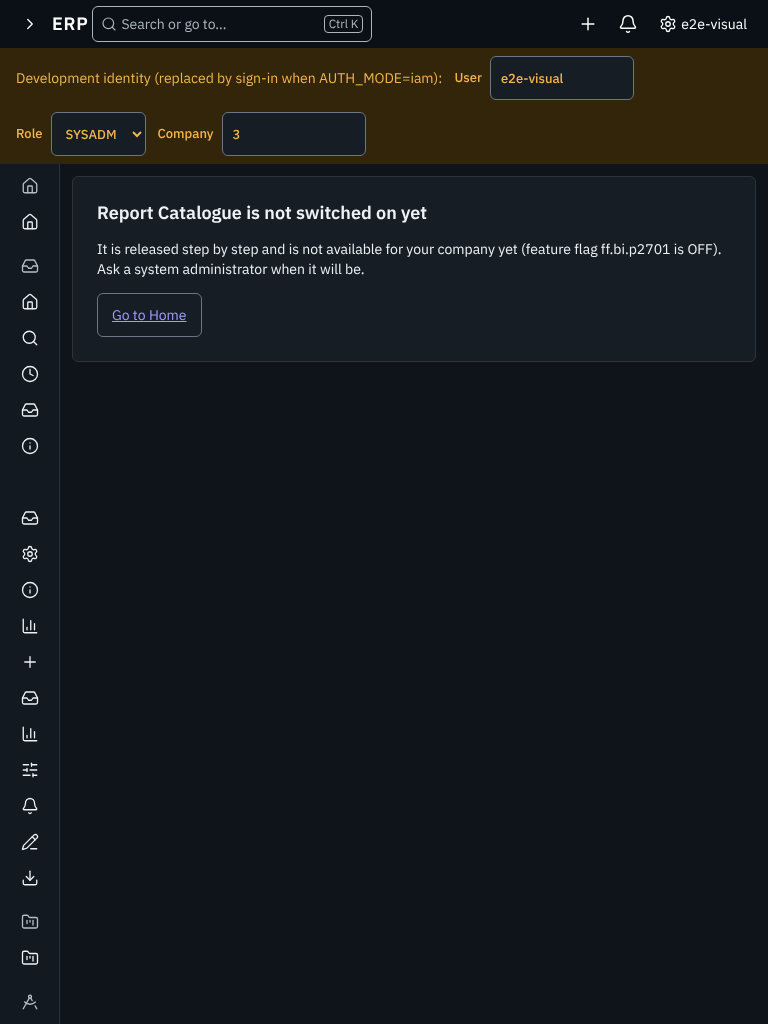 ERP
Search or go to...
Ctrl K
e2e-visual
Development identity (replaced by sign-in when AUTH_MODE=iam):
User
e2e-visual
Role
SYSADM
Company
3
Report Catalogue is not switched on yet
It is released step by step and is not available for your company yet (feature flag ff.bi.p2701 is OFF).
Ask a system administrator when it will be.
Go to Home